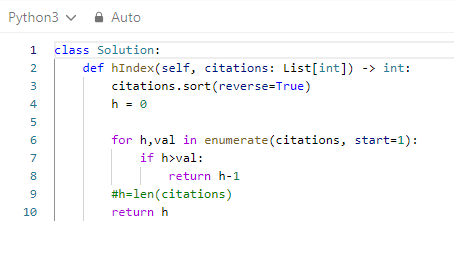 Python3 Auto
1 class Solution:
2     def hIndex(self, citations: List[int]) -> int:
3         citations.sort(reverse=True)
4         h = 0
5
6         for h,val in enumerate(citations, start=1):
7             if h>val:
8                 return h-1
9         #h=len(citations)
10         return h